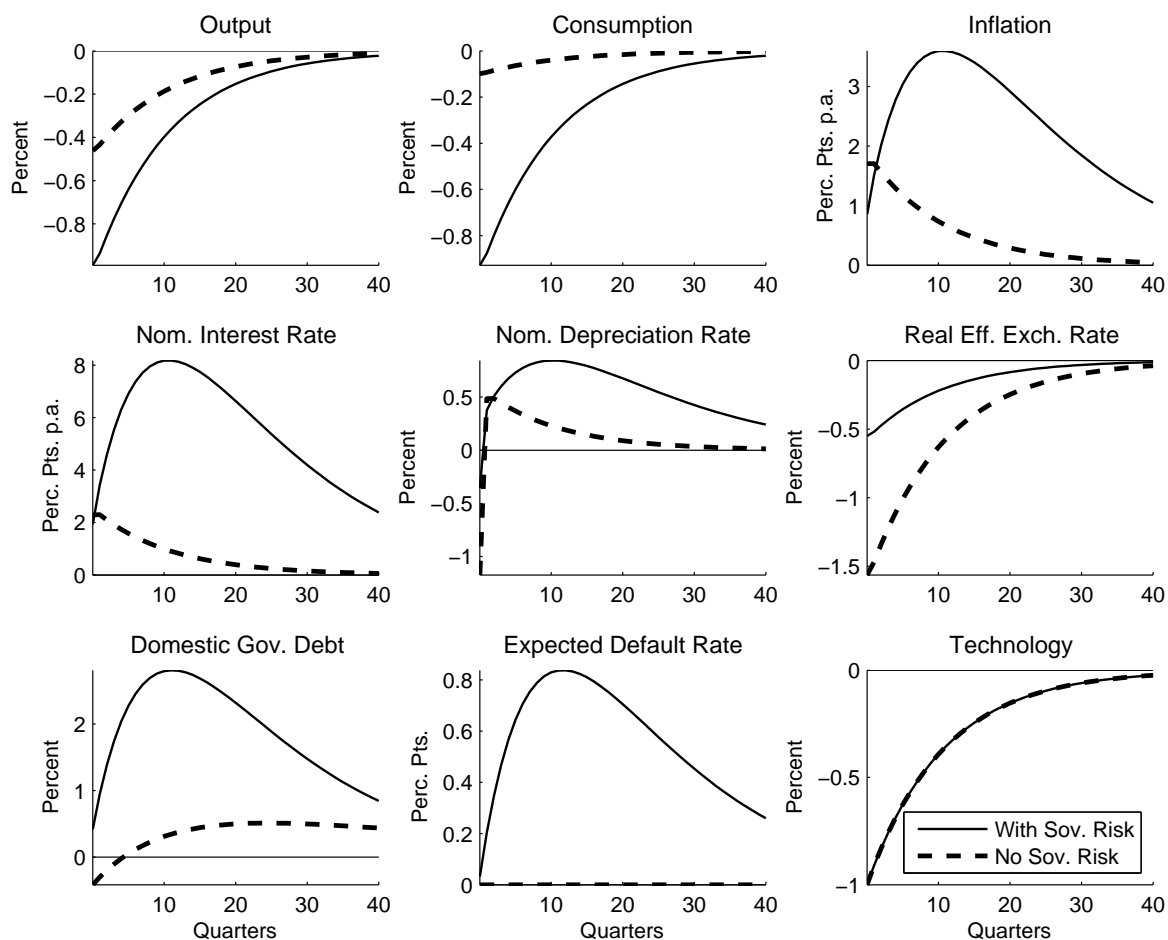 Output
Consumption
Inflation
Percent
0
−0.2
−0.4
−0.6
−0.8
10 20 30 40
Percent
0
−0.2
−0.4
−0.6
−0.8
10 20 30 40
Perc. Pts. p.a.
3
2
1
0
10 20 30 40
Nom. Interest Rate
Nom. Depreciation Rate
Real Eff. Exch. Rate
Perc. Pts. p.a.
8
6
4
2
0
10 20 30 40
Percent
0.5
0
−0.5
−1
10 20 30 40
Percent
0
−0.5
−1
−1.5
10 20 30 40
Domestic Gov. Debt
Expected Default Rate
Technology
Percent
2
1
0
10 20 30 40
Quarters
Perc. Pts.
0.8
0.6
0.4
0.2
0
10 20 30 40
Quarters
Percent
0
−0.5
−1
With Sov. Risk
No Sov. Risk
10 20 30 40
Quarters